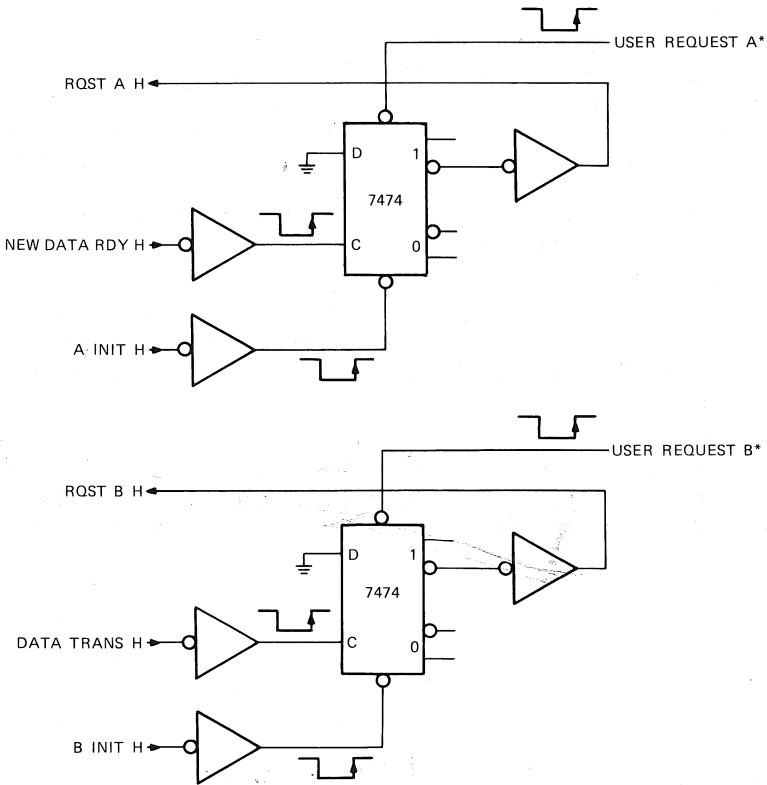 USER REQUEST A*
RQST A H
D 1
7474
NEW DATA RDY H
C 0
A INIT H
USER REQUEST B*
RQST B H
D 1
7474
DATA TRANS H
C 0
B INIT H